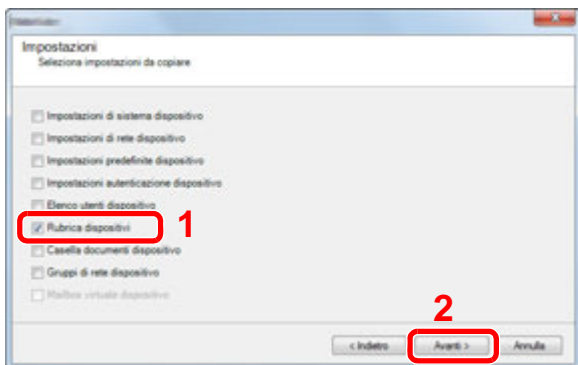 Impostazioni
Seleziona impostazioni da copiare
Impostazioni di sistema dispositivo
Impostazioni di rete dispositivo
Impostazioni predefinite dispositivo
Impostazioni autenticazione dispositivo
Elenco utenti dispositivo
Rubrica dispositivi
1
Casella documenti dispositivo
Gruppi di rete dispositivo
Mailbox virtuale dispositivo
2
< Indietro
Avanti >
Annulla